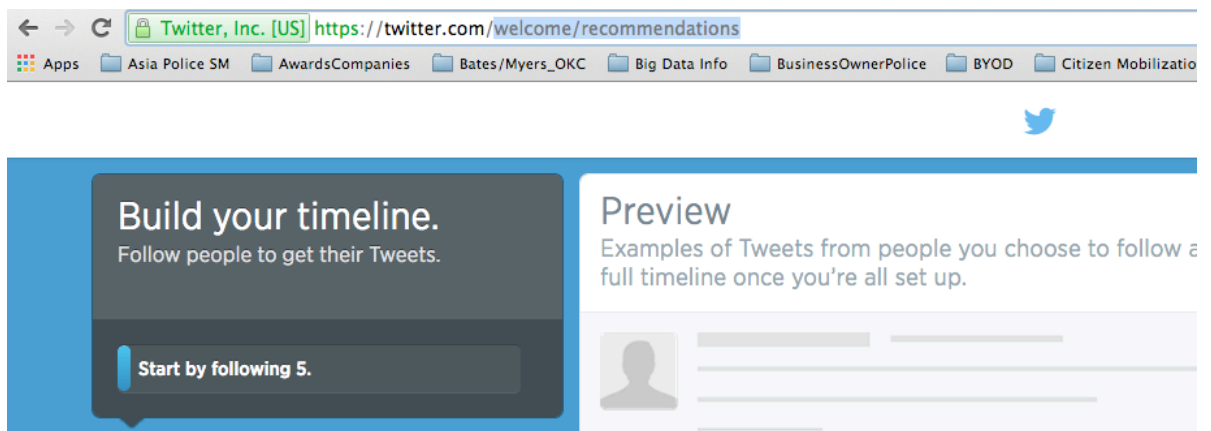 Twitter, Inc. [US] https://twitter.com/welcome/recommendations
Apps Asia Police SM AwardsCompanies Bates/Myers_OKC Big Data Info BusinessOwnerPolice BYOD Citizen Mobilizatio
Build your timeline.
Follow people to get their Tweets.
Start by following 5.
Preview
Examples of Tweets from people you choose to follow a
full timeline once you're all set up.